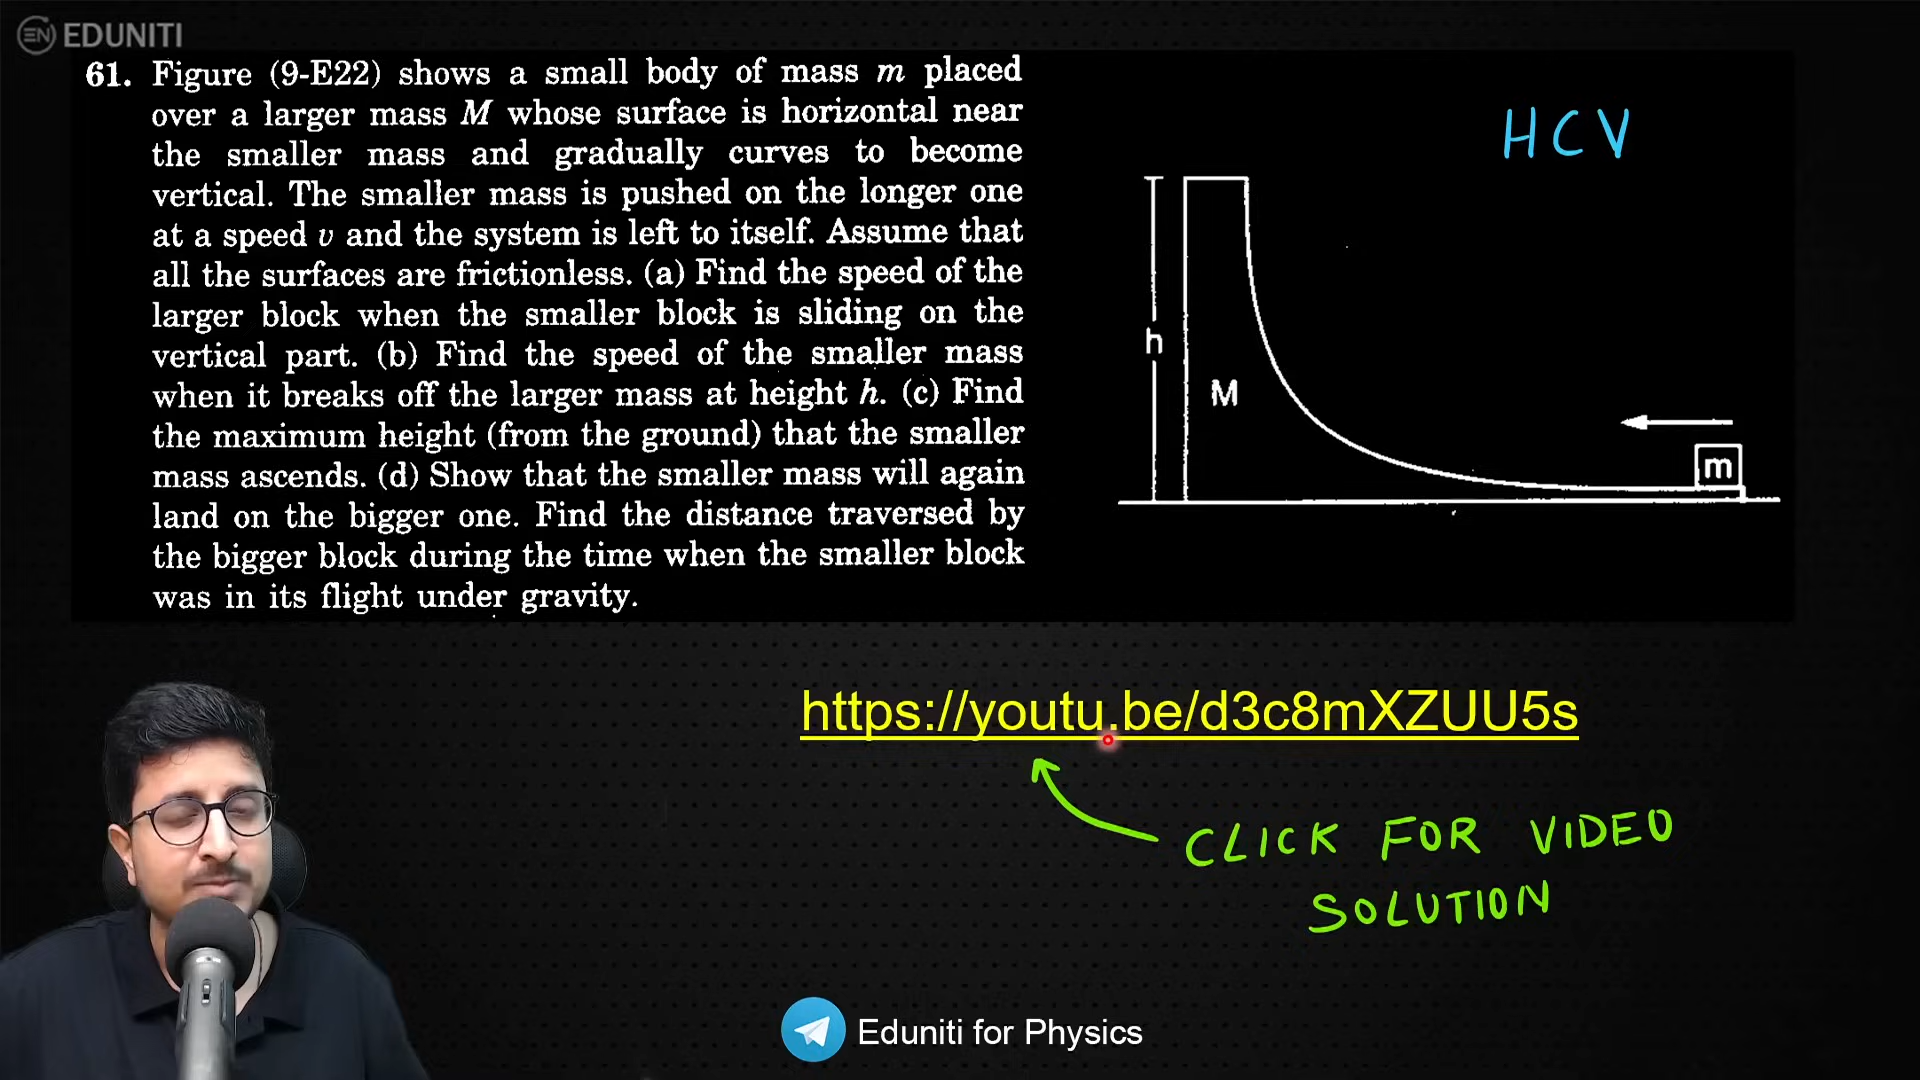 EN EDUNITI
61. Figure (9-E22) shows a small body of mass m placed
over a larger mass M whose surface is horizontal near
the smaller mass and gradually curves to become
vertical. The smaller mass is pushed on the longer one
at a speed v and the system is left to itself. Assume that
all the surfaces are frictionless. (a) Find the speed of the
larger block when the smaller block is sliding on the
vertical part. (b) Find the speed of the smaller mass
when it breaks off the larger mass at height h. (c) Find
the maximum height (from the ground) that the smaller
mass ascends. (d) Show that the smaller mass will again
land on the bigger one. Find the distance traversed by
the bigger block during the time when the smaller block
was in its flight under gravity.
HCV
h
M
m
https://youtu.be/d3c8mXZUU5s
CLICK FOR VIDEO
SOLUTION
Eduniti for Physics